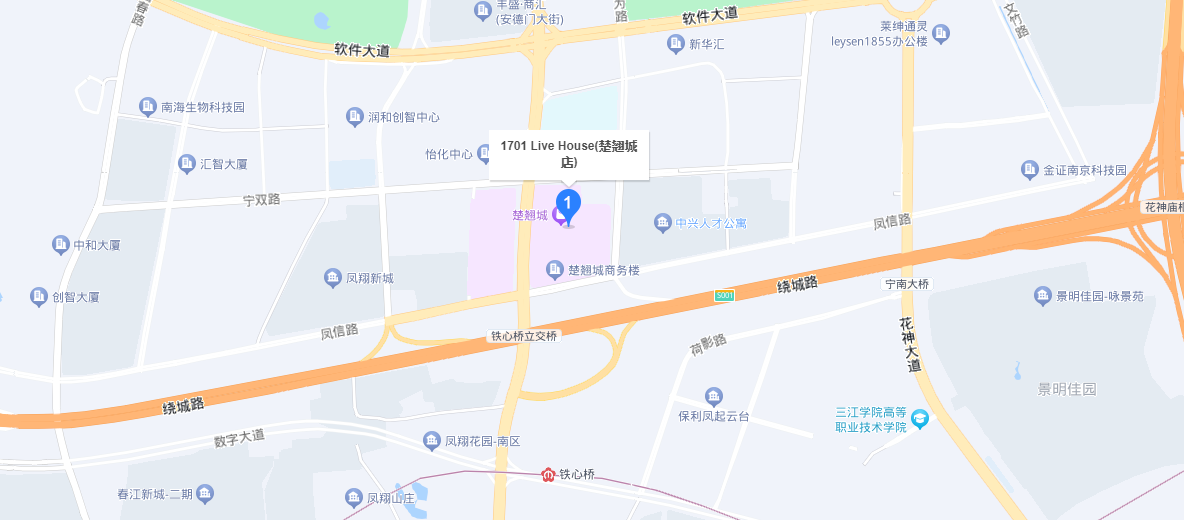 丰盛·商汇
(安德门大街)
春路
为路
软件大道
软件大道
文竹路
莱绅通灵
leysen1855办公楼
新华汇
南海生物科技园
润和创智中心
怡化中心
1701 Live House(楚翘城
店)
汇智大厦
金证南京科技园
宁双路
1
楚翘城
中兴人才公寓
凤信路
花神庙枢
中和大厦
凤翔新城
楚翘城商务楼
宁南大桥
绕城路
S001
创智大厦
景明佳园-咏景苑
凤信路
铁心桥立交桥
荷影路
花神大道
景明佳园
保利凤起云台
绕城路
三江学院高等
职业技术学院
数字大道
凤翔花园-南区
铁心桥
春江新城-二期
凤翔山庄